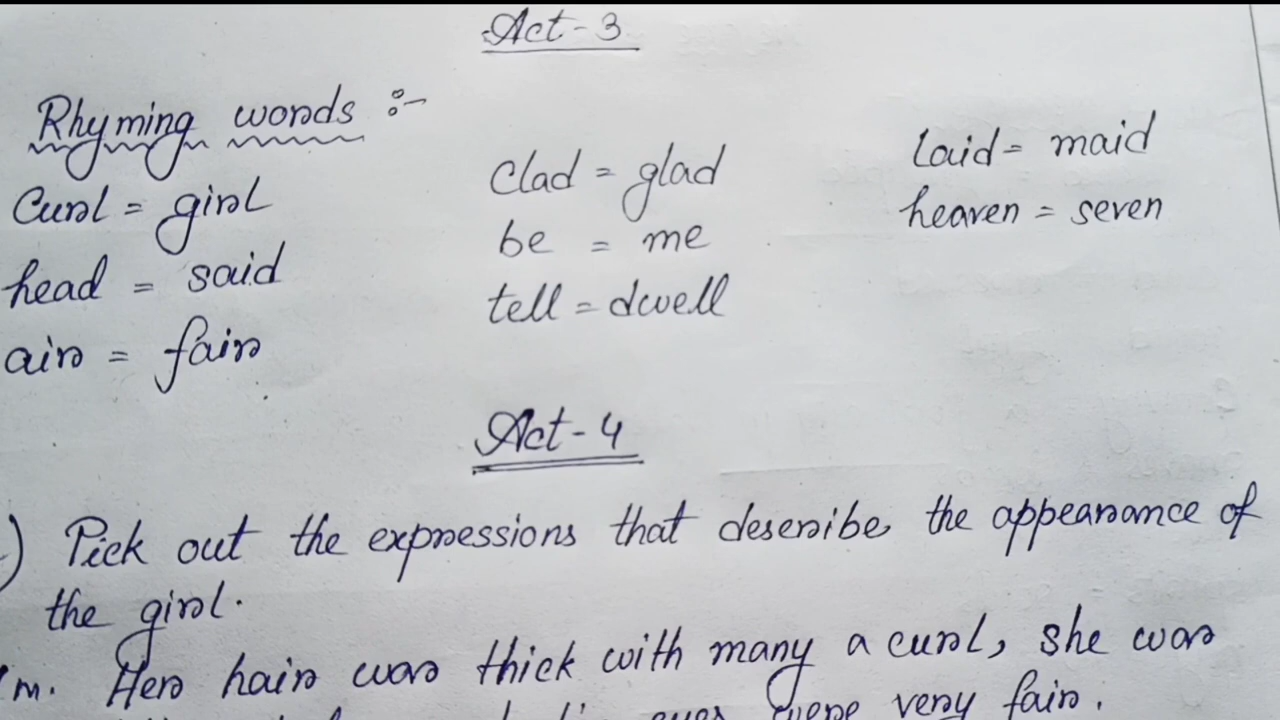 Act-3
Rhyming words :-
Curl = girl
head = said
air = fair
Clad = glad
be = me
tell = dwell
Laid = maid
heaven = seven
Act-4
) Pick out the expressions that describe the appearance of
the girl.
m. Her hair was thick with many a curl, she was
eyes were very fair.